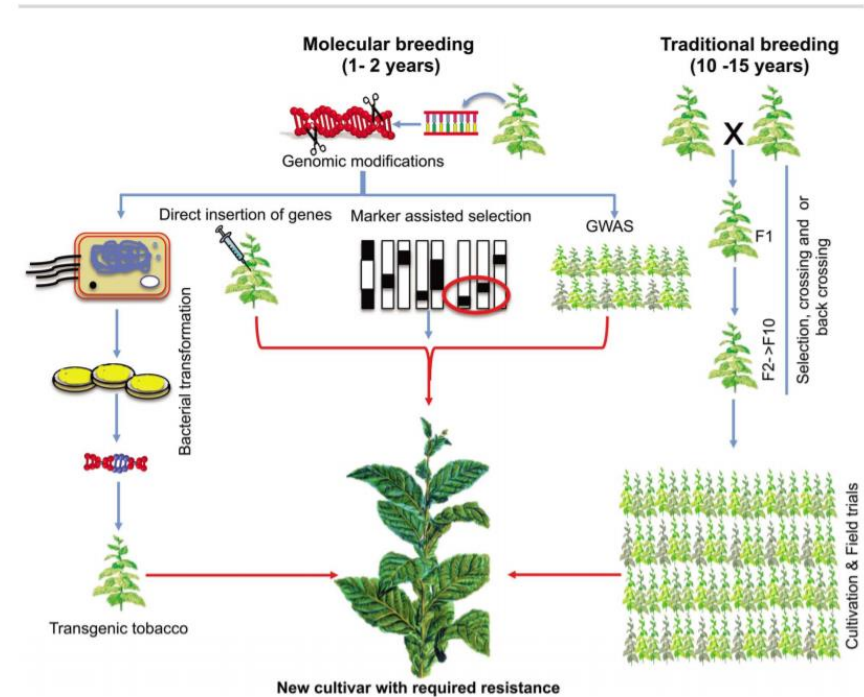 Molecular breeding
(1- 2 years)
Traditional breeding
(10 -15 years)
X
Genomic modifications
Direct insertion of genes
Marker assisted selection
GWAS
F1
F2->F10
Selection, crossing and or
back crossing
Bacterial transformation
Transgenic tobacco
Cultivation & Field trials
New cultivar with required resistance